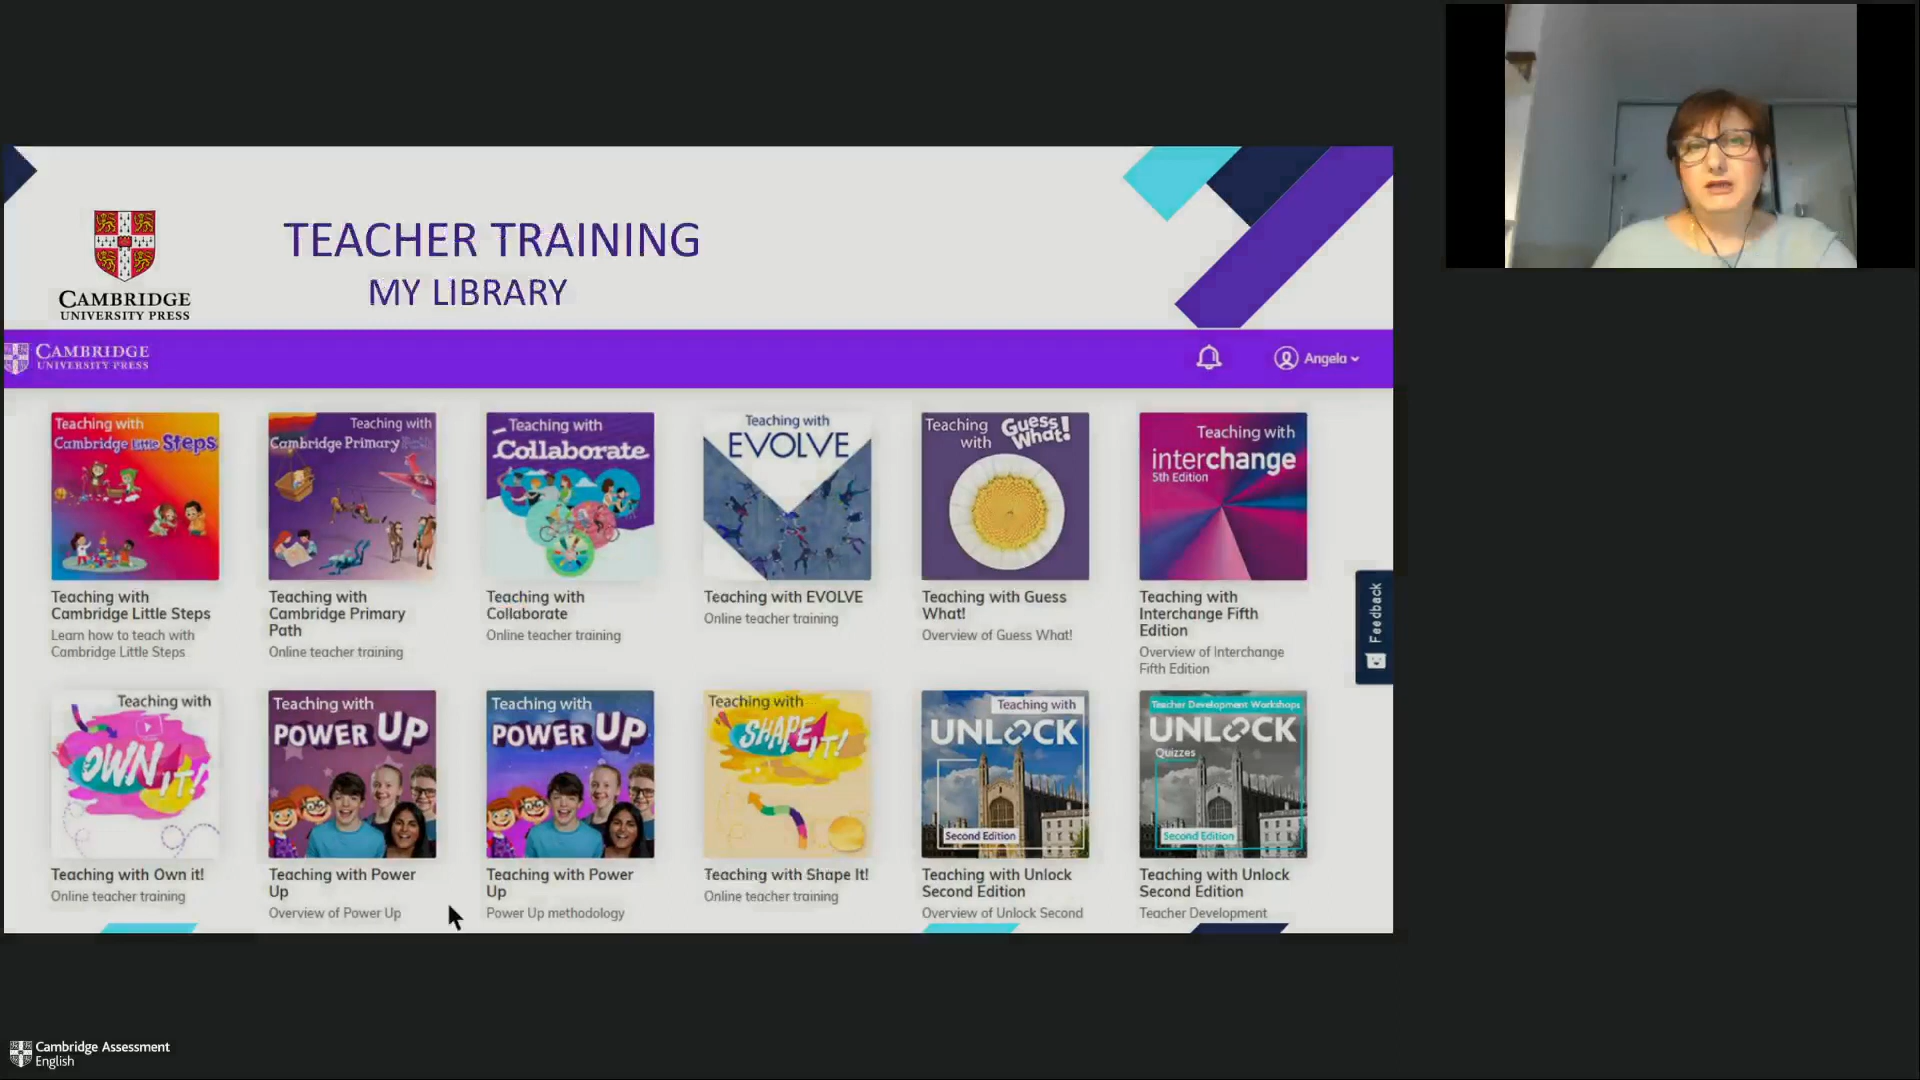 TEACHER TRAINING
MY LIBRARY
CAMBRIDGE
UNIVERSITY PRESS
CAMBRIDGE
UNIVERSITY PRESS
Angela
Teaching with
Cambridge Little Steps
Teaching with
Cambridge Primary Path
Teaching with
Collaborate
Teaching with
EVOLVE
Teaching
with
Guess
What!
Teaching with
interchange
5th Edition
Teaching with
Cambridge Little Steps
Learn how to teach with
Cambridge Little Steps
Teaching with
Cambridge Primary
Path
Online teacher training
Teaching with
Collaborate
Online teacher training
Teaching with EVOLVE
Online teacher training
Teaching with Guess
What!
Overview of Guess What!
Teaching with
Interchange Fifth
Edition
Overview of Interchange
Fifth Edition
Feedback
Teaching with
OWN IT!
Teaching with
POWER UP
Teaching with
POWER UP
Teaching with
SHAPE IT!
Teaching with
UNLOCK
Second Edition
Teacher Development Workshops
UNLOCK
Quizzes
Second Edition
Teaching with Own it!
Online teacher training
Teaching with Power
Up
Overview of Power Up
Teaching with Power
Up
Power Up methodology
Teaching with Shape It!
Online teacher training
Teaching with Unlock
Second Edition
Overview of Unlock Second
Teaching with Unlock
Second Edition
Teacher Development
Cambridge Assessment
English